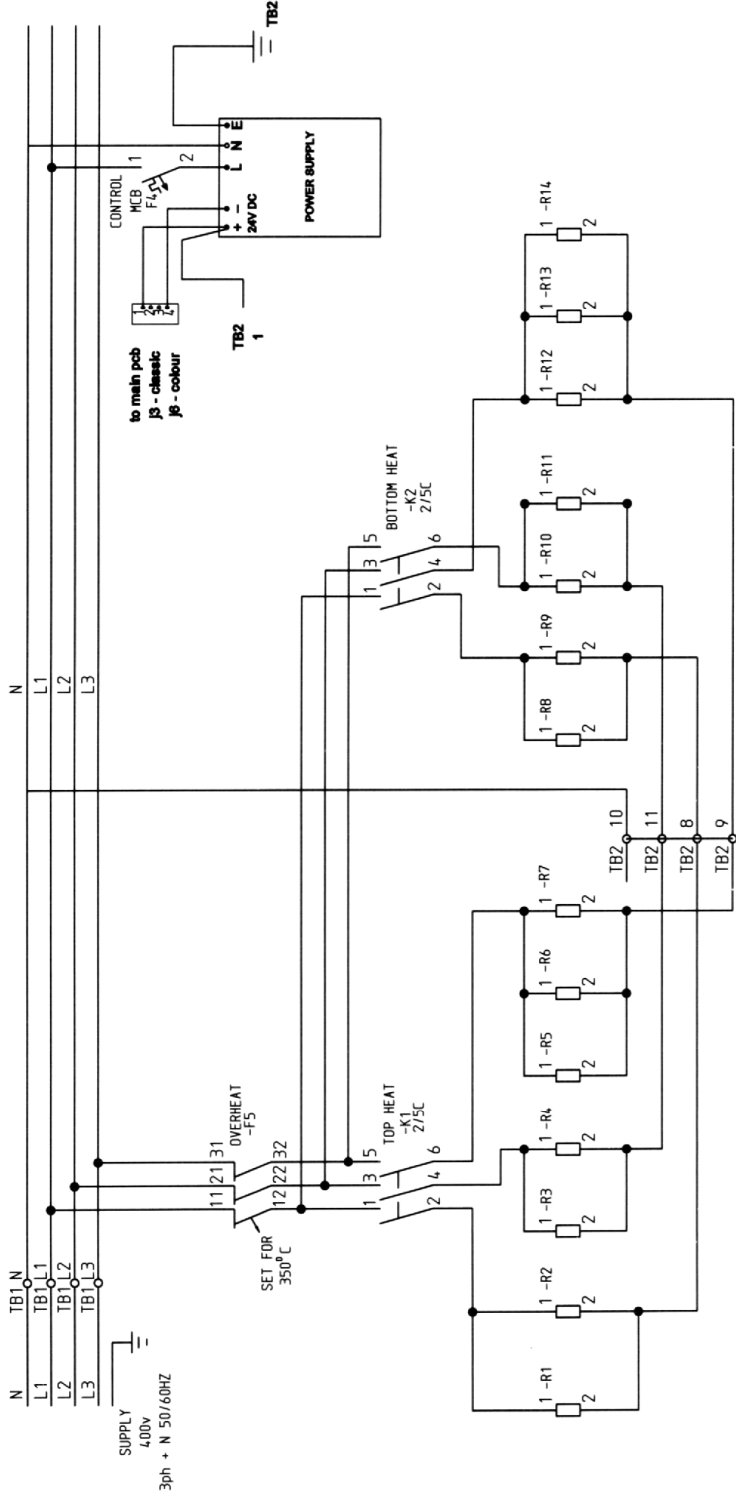 N
L1
L2
L3
SUPPLY
400v
3ph + N 50/60HZ
TB1 N
TB1 L1
TB1 L2
TB1 L3
N
L1
L2
L3
OVERHEAT
-F5
11 21 31
12 22 32
SET FOR
350°C
TOP HEAT
-K1
2/5C
1 3 5
2 4 6
BOTTOM HEAT
-K2
2/5C
1 3 5
2 4 6
to main pcb
j3 - classic
j6 - colour
1
2
3
4
CONTROL
MCB
F4
1
2
TB2
1
+ - L N E
24V DC
POWER SUPPLY
TB2
1 -R1
2
1 -R2
2
1 -R3
2
1 -R4
2
1 -R5
2
1 -R6
2
1 -R7
2
TB2 10
TB2 11
TB2 8
TB2 9
1 -R8
2
1 -R9
2
1 -R10
2
1 -R11
2
1 -R12
2
1 -R13
2
1 -R14
2